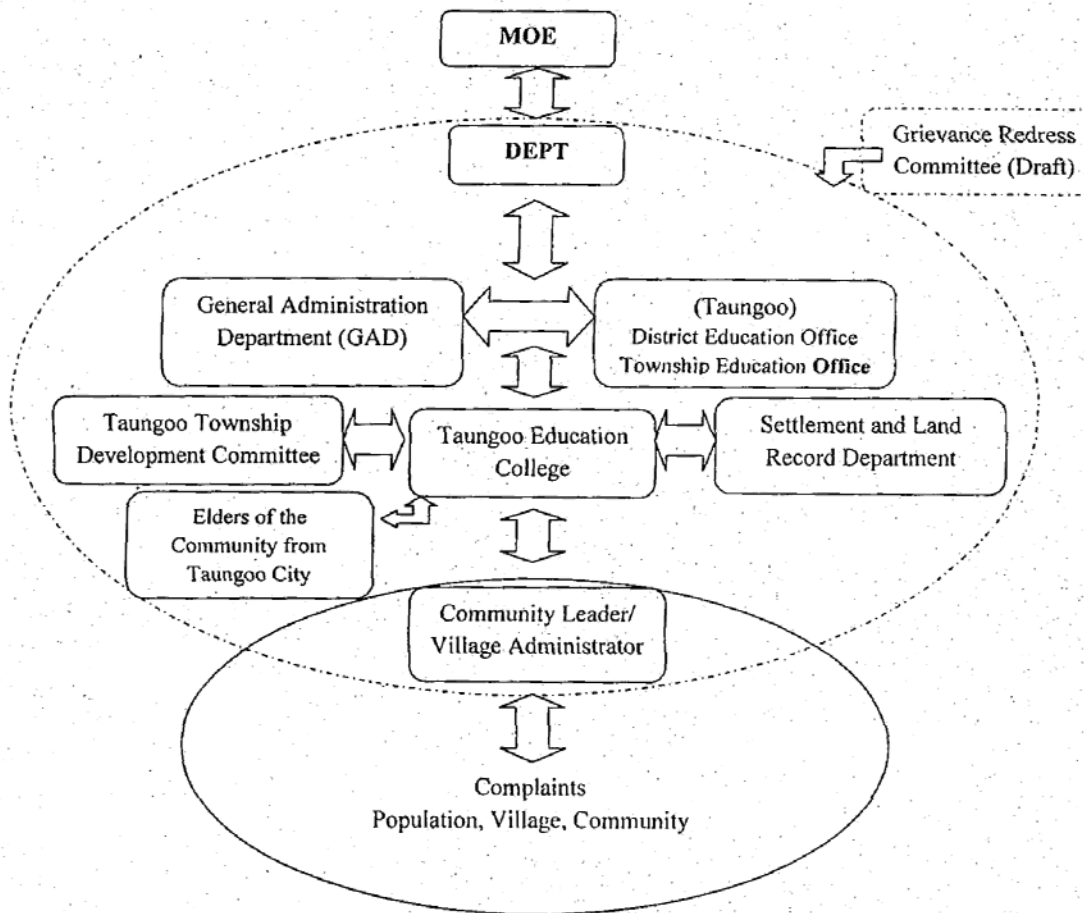 MOE
DEPT
Grievance Redress
Committee (Draft)
General Administration
Department (GAD)
(Taungoo)
District Education Office
Township Education Office
Taungoo Township
Development Committee
Taungoo Education
College
Settlement and Land
Record Department
Elders of the
Community from
Taungoo City
Community Leader/
Village Administrator
Complaints
Population, Village, Community